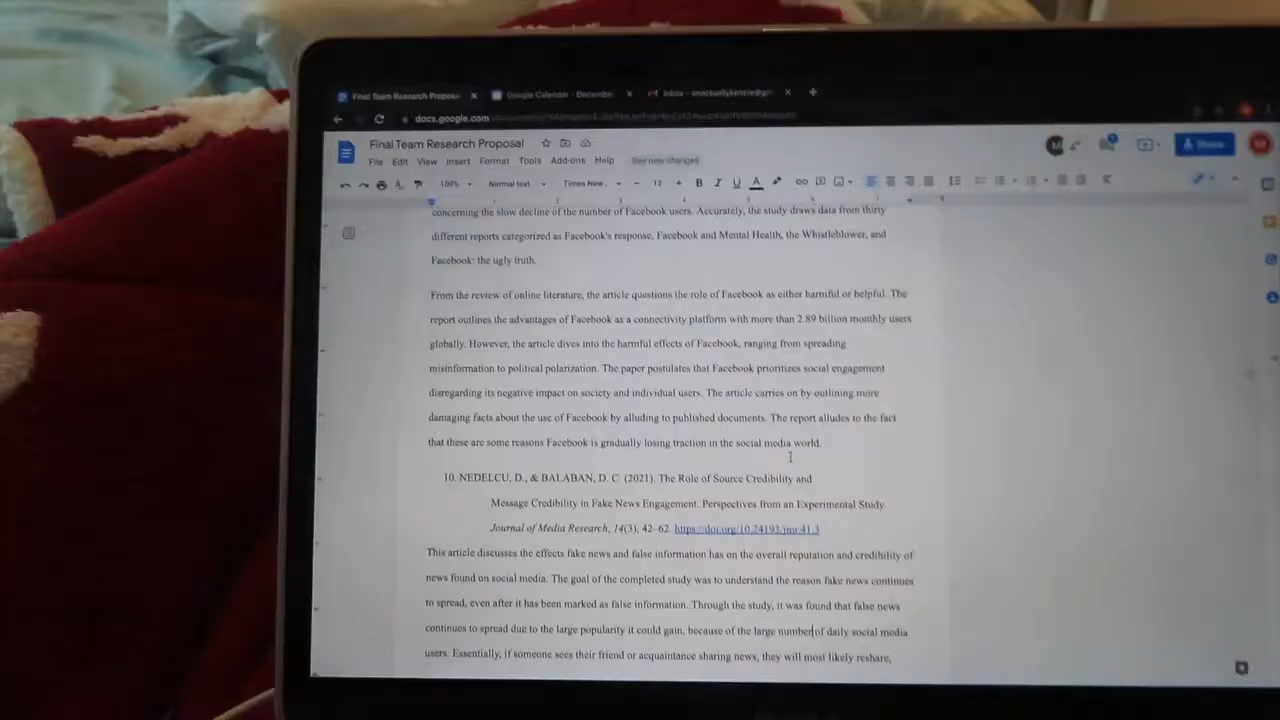 Final Team Research Proposa
Google Calendar - Decembe
Inbox -
docs.google.com
Final Team Research Proposal
File Edit View Insert Format Tools Add-ons Help See new changes
Share
100% Normal text Times New... 12 B I U A
concerning the slow decline of the number of Facebook users. Accurately, the study draws data from thirty
different reports categorized as Facebook's response, Facebook and Mental Health, the Whistleblower, and
Facebook: the ugly truth.
From the review of online literature, the article questions the role of Facebook as either harmful or helpful. The
report outlines the advantages of Facebook as a connectivity platform with more than 2.89 billion monthly users
globally. However, the article dives into the harmful effects of Facebook, ranging from spreading
misinformation to political polarization. The paper postulates that Facebook prioritizes social engagement
disregarding its negative impact on society and individual users. The article carries on by outlining more
damaging facts about the use of Facebook by alluding to published documents. The report alludes to the fact
that these are some reasons Facebook is gradually losing traction in the social media world.
10. NEDELCU, D., & BALABAN, D. C. (2021). The Role of Source Credibility and
Message Credibility in Fake News Engagement. Perspectives from an Experimental Study.
Journal of Media Research, 14(3), 42–62. https://doi.org/10.24193/jmr.41.3
This article discusses the effects fake news and false information has on the overall reputation and credibility of
news found on social media. The goal of the completed study was to understand the reason fake news continues
to spread, even after it has been marked as false information. Through the study, it was found that false news
continues to spread due to the large popularity it could gain, because of the large number of daily social media
users. Essentially, if someone sees their friend or acquaintance sharing news, they will most likely reshare,